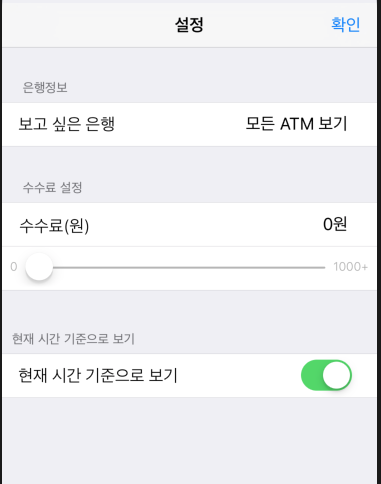 설정 확인
은행정보
보고 싶은 은행 모든 ATM 보기
수수료 설정
수수료(원) 0원
0 1000+
현재 시간 기준으로 보기
현재 시간 기준으로 보기